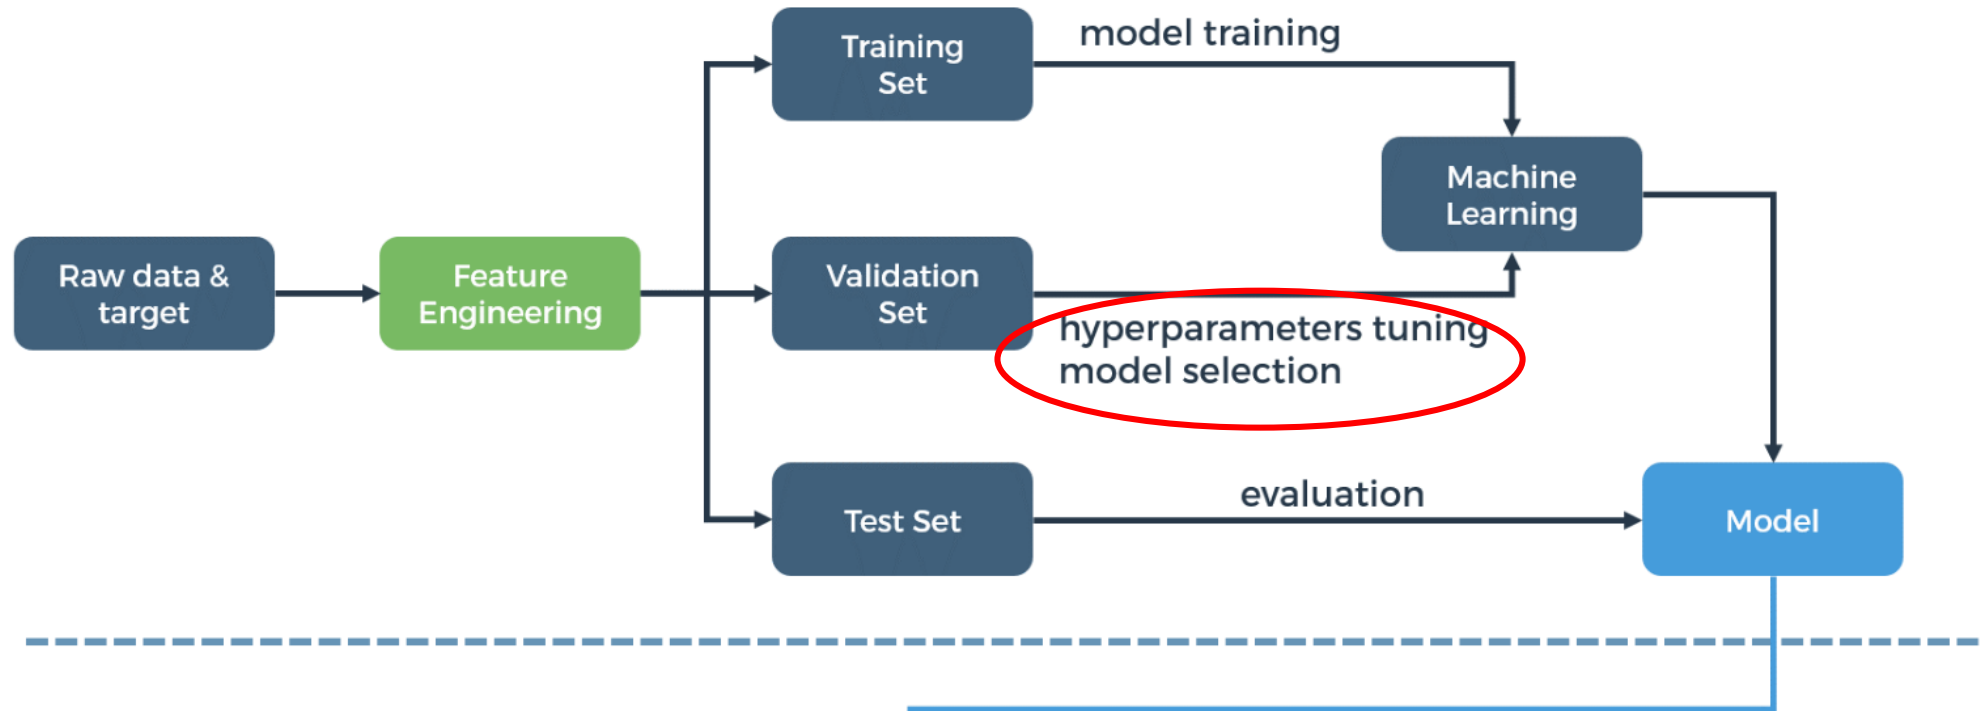 Training
Set
model training
Machine
Learning
Raw data &
target
Feature
Engineering
Validation
Set
hyperparameters tuning
model selection
Test Set
evaluation
Model